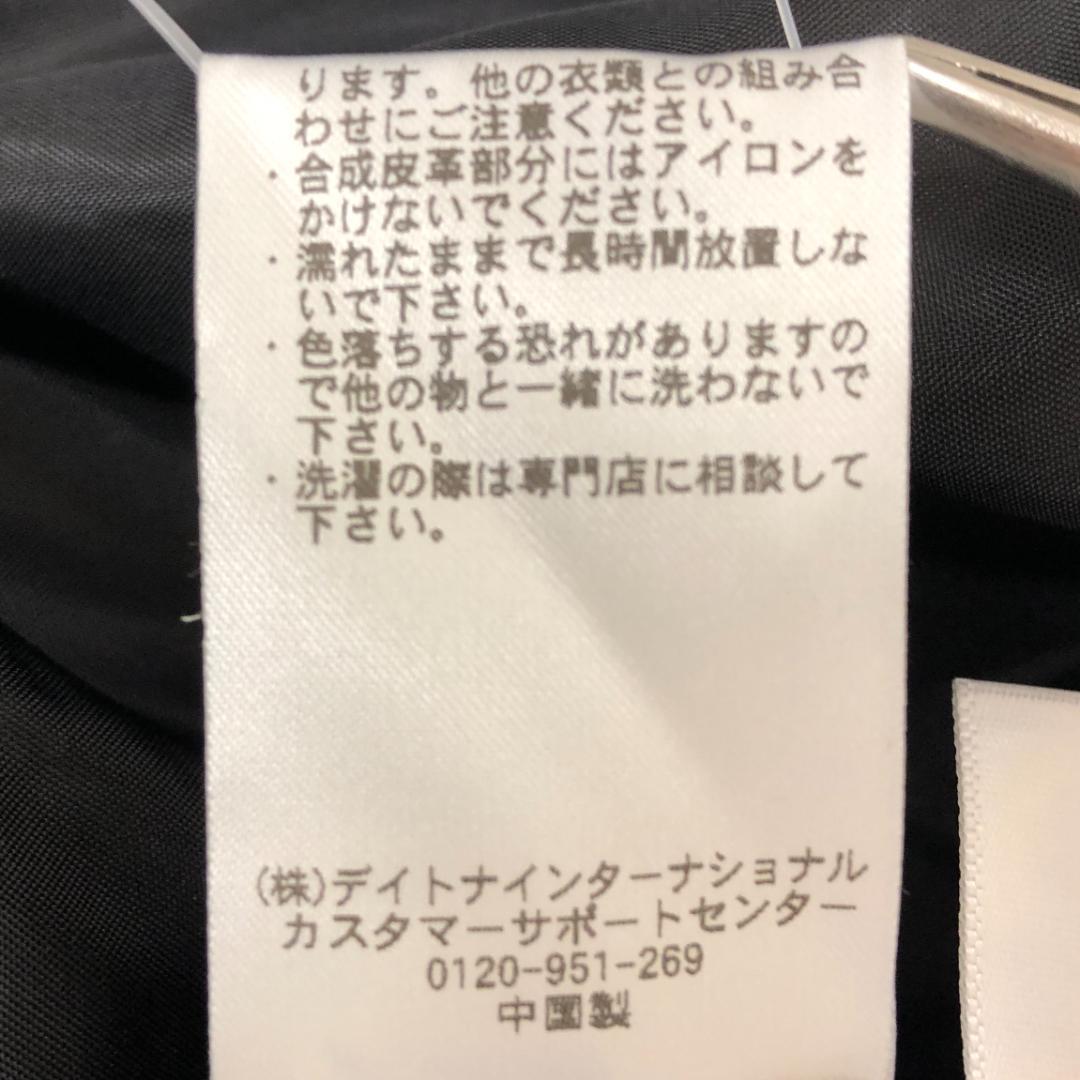 ります。他の衣類との組み合
わせにご注意ください。
・合成皮革部分にはアイロンを
かけないでください。
・濡れたままで長時間放置しな
いで下さい。
・色落ちする恐れがありますの
で他の物と一緒に洗わないで
下さい。
・洗濯の際は専門店に相談して
下さい。
(株)デイトナインターナショナル
カスタマーサポートセンター
0120-951-269
中国製